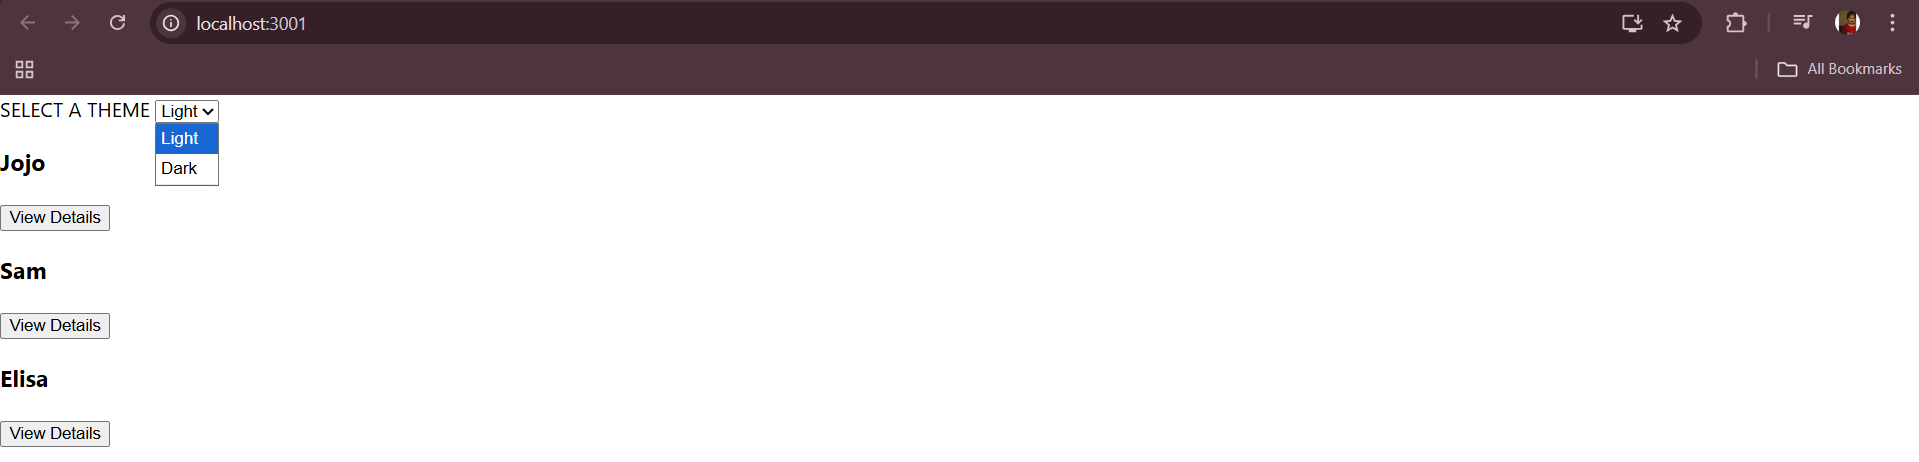 localhost:3001
All Bookmarks
SELECT A THEME Light
Light
Dark
Jojo
View Details
Sam
View Details
Elisa
View Details